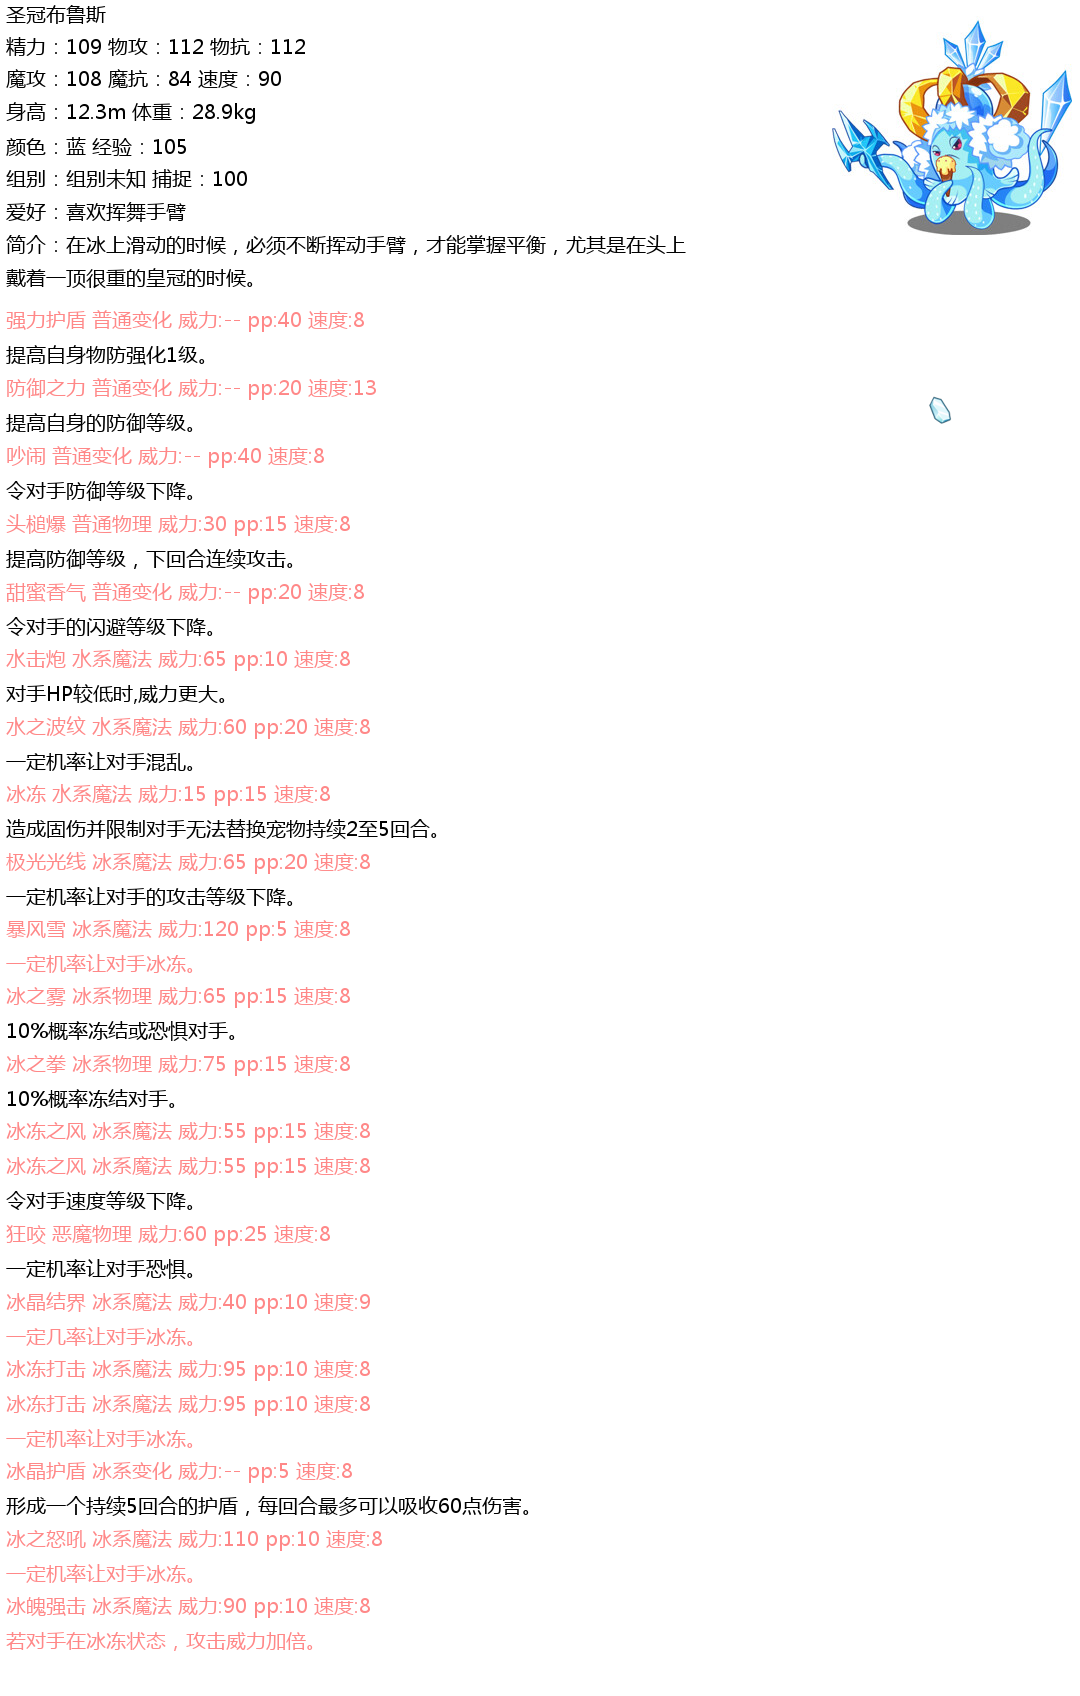 圣冠布鲁斯
精力：109 物攻：112 物抗：112
魔攻：108 魔抗：84 速度：90
身高：12.3m 体重：28.9kg
颜色：蓝 经验：105
组别：组别未知 捕捉：100
爱好：喜欢挥舞手臂
简介：在冰上滑动的时候，必须不断挥动手臂，才能掌握平衡，尤其是在头上
戴着一顶很重的皇冠的时候。
强力护盾 普通变化 威力:-- pp:40 速度:8
提高自身物防强化1级。
防御之力 普通变化 威力:-- pp:20 速度:13
提高自身的防御等级。
吵闹 普通变化 威力:-- pp:40 速度:8
令对手防御等级下降。
头槌爆 普通物理 威力:30 pp:15 速度:8
提高防御等级，下回合连续攻击。
甜蜜香气 普通变化 威力:-- pp:20 速度:8
令对手的闪避等级下降。
水击炮 水系魔法 威力:65 pp:10 速度:8
对手HP较低时,威力更大。
水之波纹 水系魔法 威力:60 pp:20 速度:8
一定机率让对手混乱。
冰冻 水系魔法 威力:15 pp:15 速度:8
造成固伤并限制对手无法替换宠物持续2至5回合。
极光光线 冰系魔法 威力:65 pp:20 速度:8
一定机率让对手的攻击等级下降。
暴风雪 冰系魔法 威力:120 pp:5 速度:8
一定机率让对手冰冻。
冰之雾 冰系物理 威力:65 pp:15 速度:8
10%概率冻结或恐惧对手。
冰之拳 冰系物理 威力:75 pp:15 速度:8
10%概率冻结对手。
冰冻之风 冰系魔法 威力:55 pp:15 速度:8
冰冻之风 冰系魔法 威力:55 pp:15 速度:8
令对手速度等级下降。
狂咬 恶魔物理 威力:60 pp:25 速度:8
一定机率让对手恐惧。
冰晶结界 冰系魔法 威力:40 pp:10 速度:9
一定几率让对手冰冻。
冰冻打击 冰系魔法 威力:95 pp:10 速度:8
冰冻打击 冰系魔法 威力:95 pp:10 速度:8
一定机率让对手冰冻。
冰晶护盾 冰系变化 威力:-- pp:5 速度:8
形成一个持续5回合的护盾，每回合最多可以吸收60点伤害。
冰之怒吼 冰系魔法 威力:110 pp:10 速度:8
一定机率让对手冰冻。
冰魄强击 冰系魔法 威力:90 pp:10 速度:8
若对手在冰冻状态，攻击威力加倍。